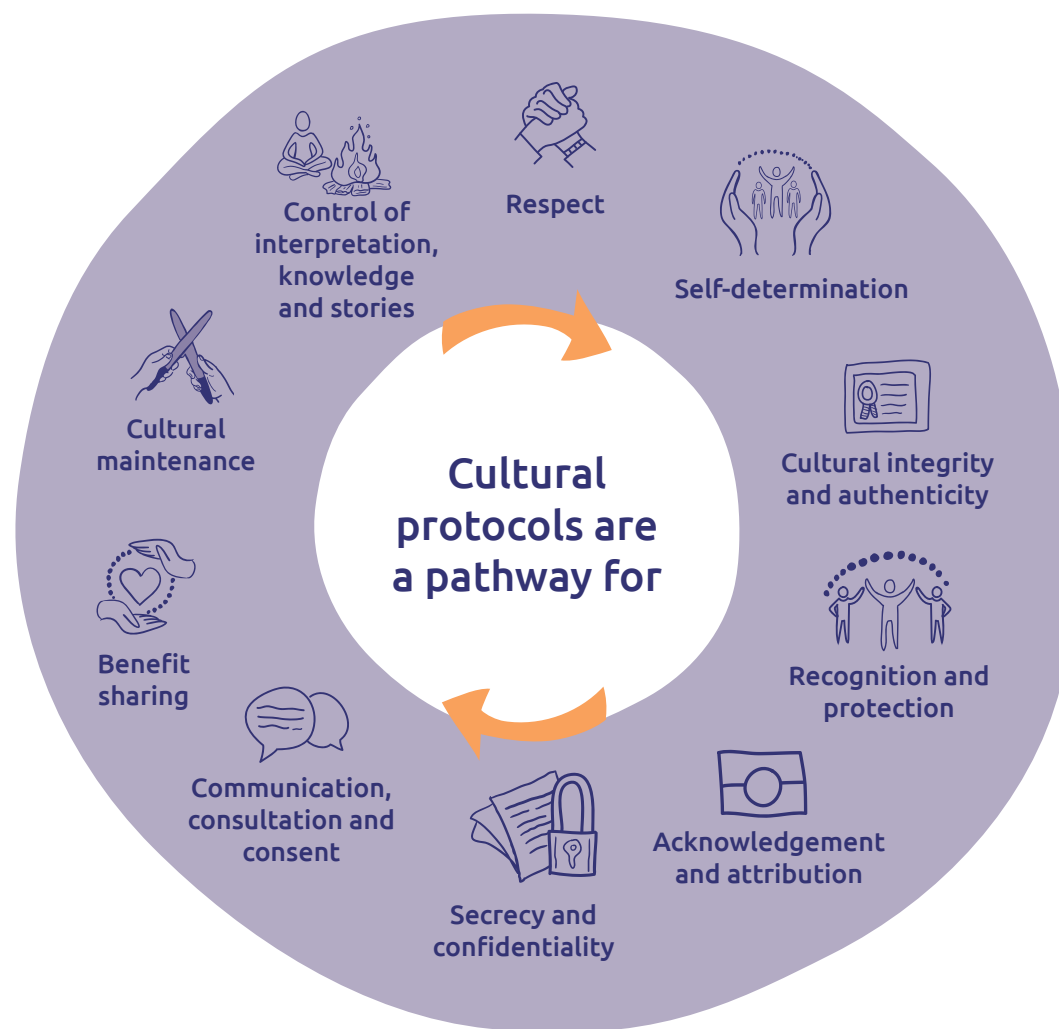 Cultural
protocols are
a pathway for
Respect
Self-determination
Cultural integrity
and authenticity
Recognition and
protection
Acknowledgement
and attribution
Secrecy and
confidentiality
Communication,
consultation and
consent
Benefit
sharing
Cultural
maintenance
Control of
interpretation,
knowledge
and stories